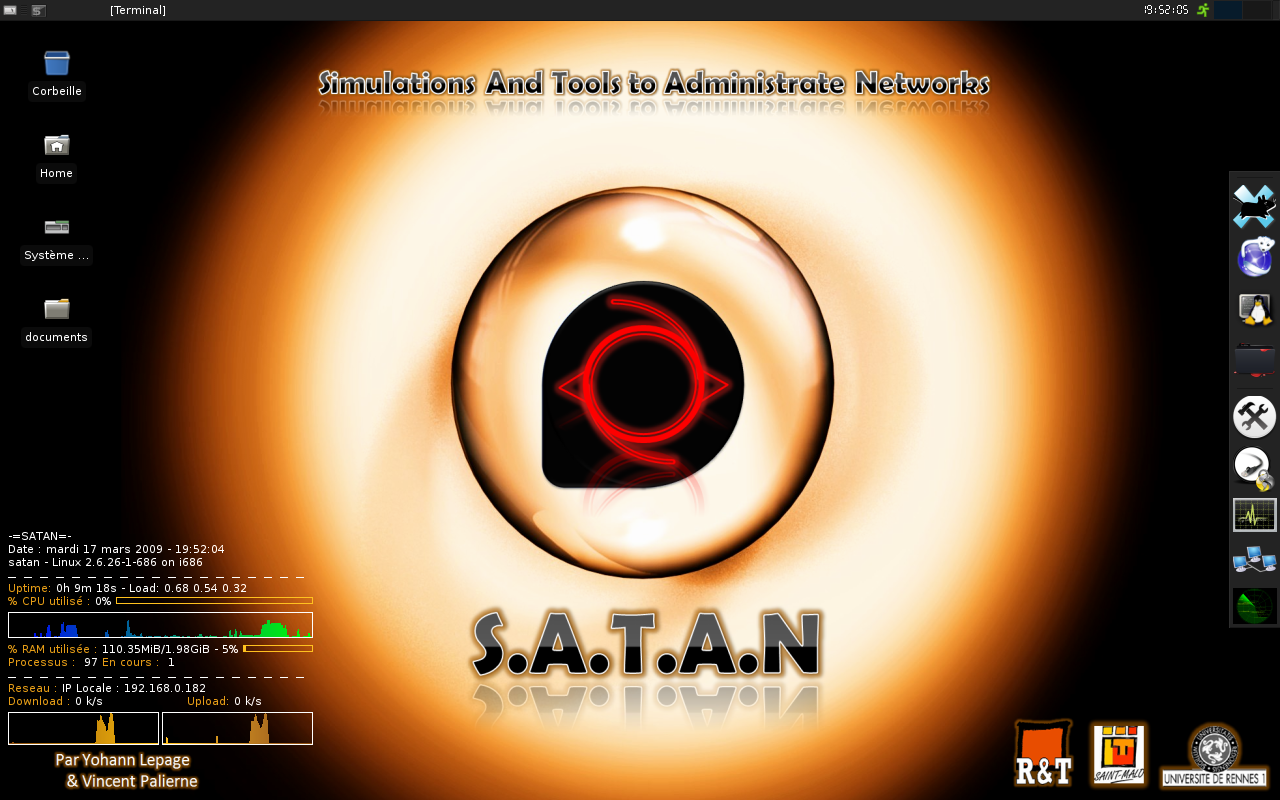 [Terminal]
19:52:05
Simulations And Tools to Administrate Networks
Corbeille
Home
Système ...
documents
-=SATAN=-
Date : mardi 17 mars 2009 - 19:52:04
satan - Linux 2.6.26-1-686 on i686
Uptime: 0h 9m 18s - Load: 0.68 0.54 0.32
% CPU utilisé : 0%
% RAM utilisée : 110.35MiB/1.98GiB - 5%
Processus : 97 En cours : 1
Reseau : IP Locale : 192.168.0.182
Download : 0 k/s Upload: 0 k/s
Par Yohann Lepage
& Vincent Palierne
S.A.T.A.N
R&T
SAINT-MALO
UNIVERSITE DE RENNES 1